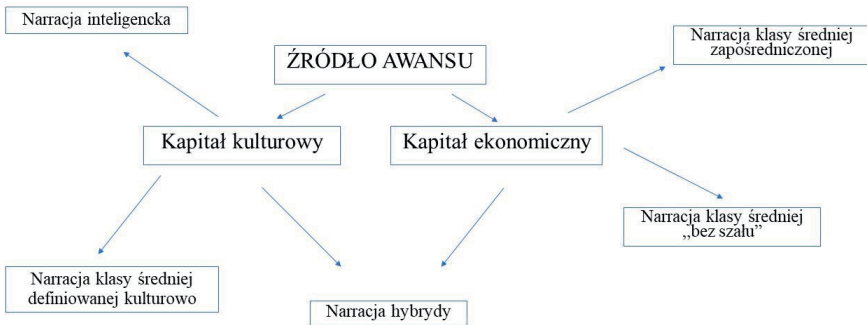 Narracja inteligencka
Narracja klasy średniej
zapośredniczonej
ŹRÓDŁO AWANSU
Kapitał kulturowy
Kapitał ekonomiczny
Narracja klasy średniej
,,bez szału”
Narracja klasy średniej
definiowanej kulturowo
Narracja hybrydy